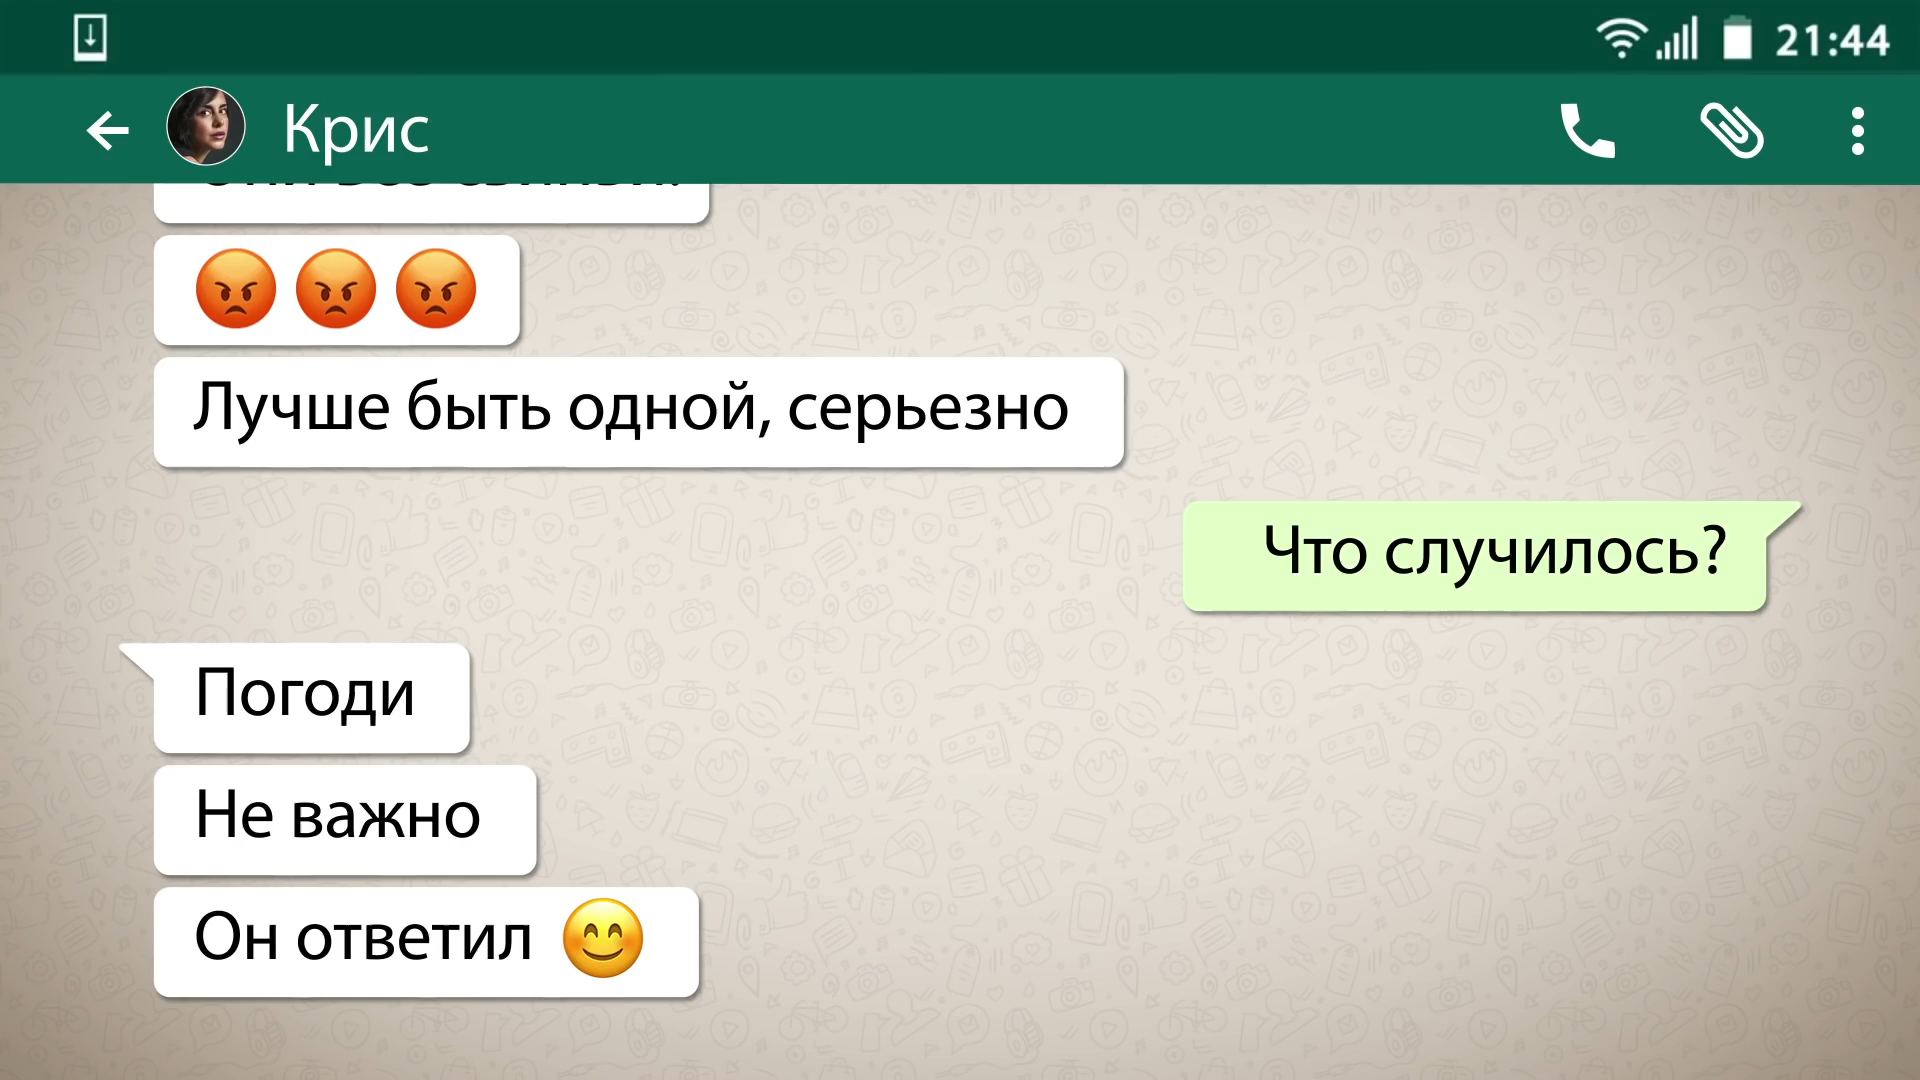 21:44
Крис
😡 😡 😡
Лучше быть одной, серьезно
Что случилось?
Погоди
Не важно
Он ответил 😊